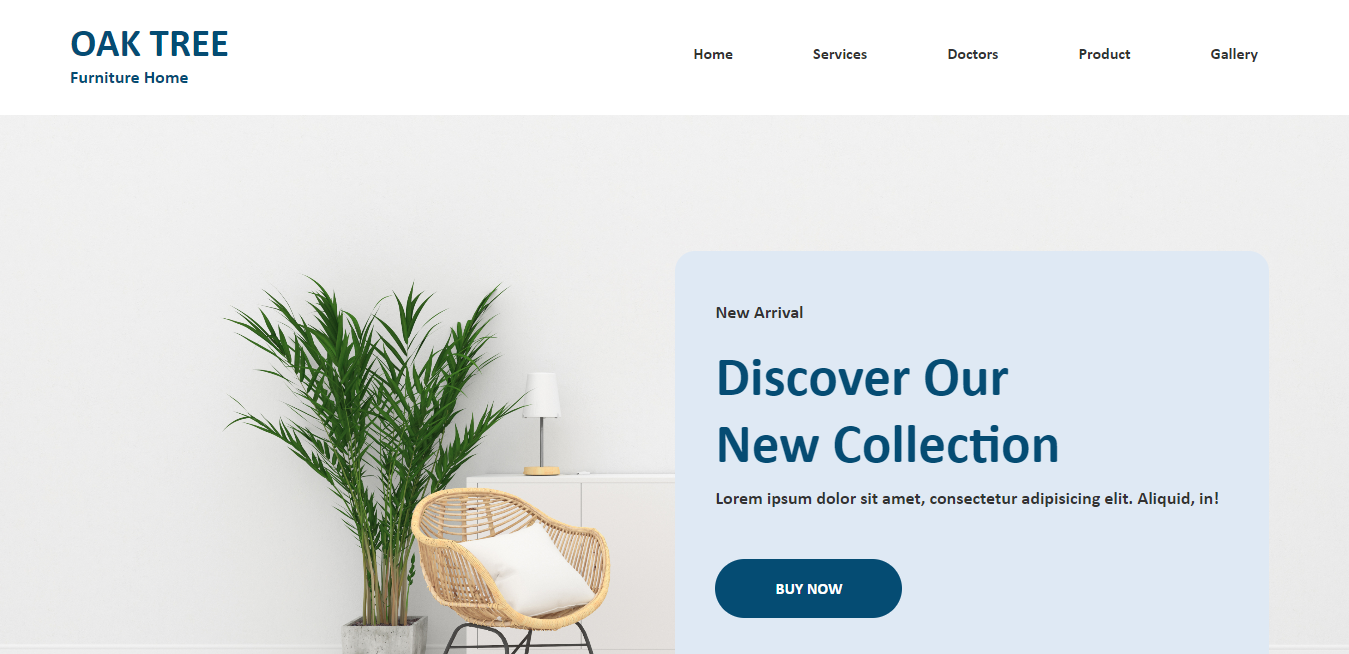 OAK TREE
Furniture Home
Home Services Doctors Product Gallery
New Arrival
Discover Our
New Collection
Lorem ipsum dolor sit amet, consectetur adipisicing elit. Aliquid, in!
BUY NOW